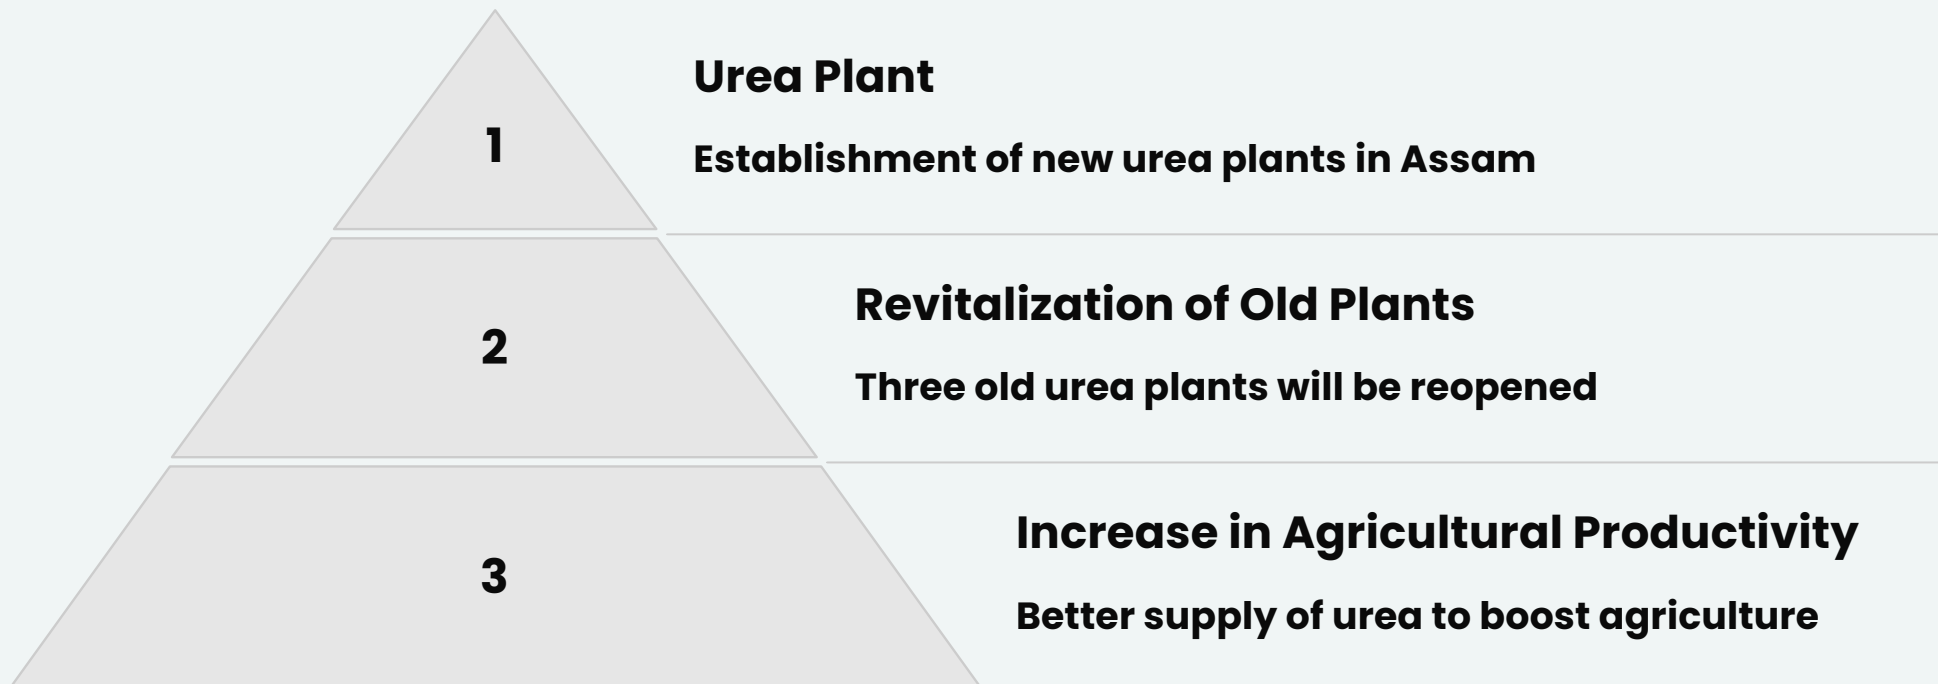 1
Urea Plant
Establishment of new urea plants in Assam
2
Revitalization of Old Plants
Three old urea plants will be reopened
3
Increase in Agricultural Productivity
Better supply of urea to boost agriculture